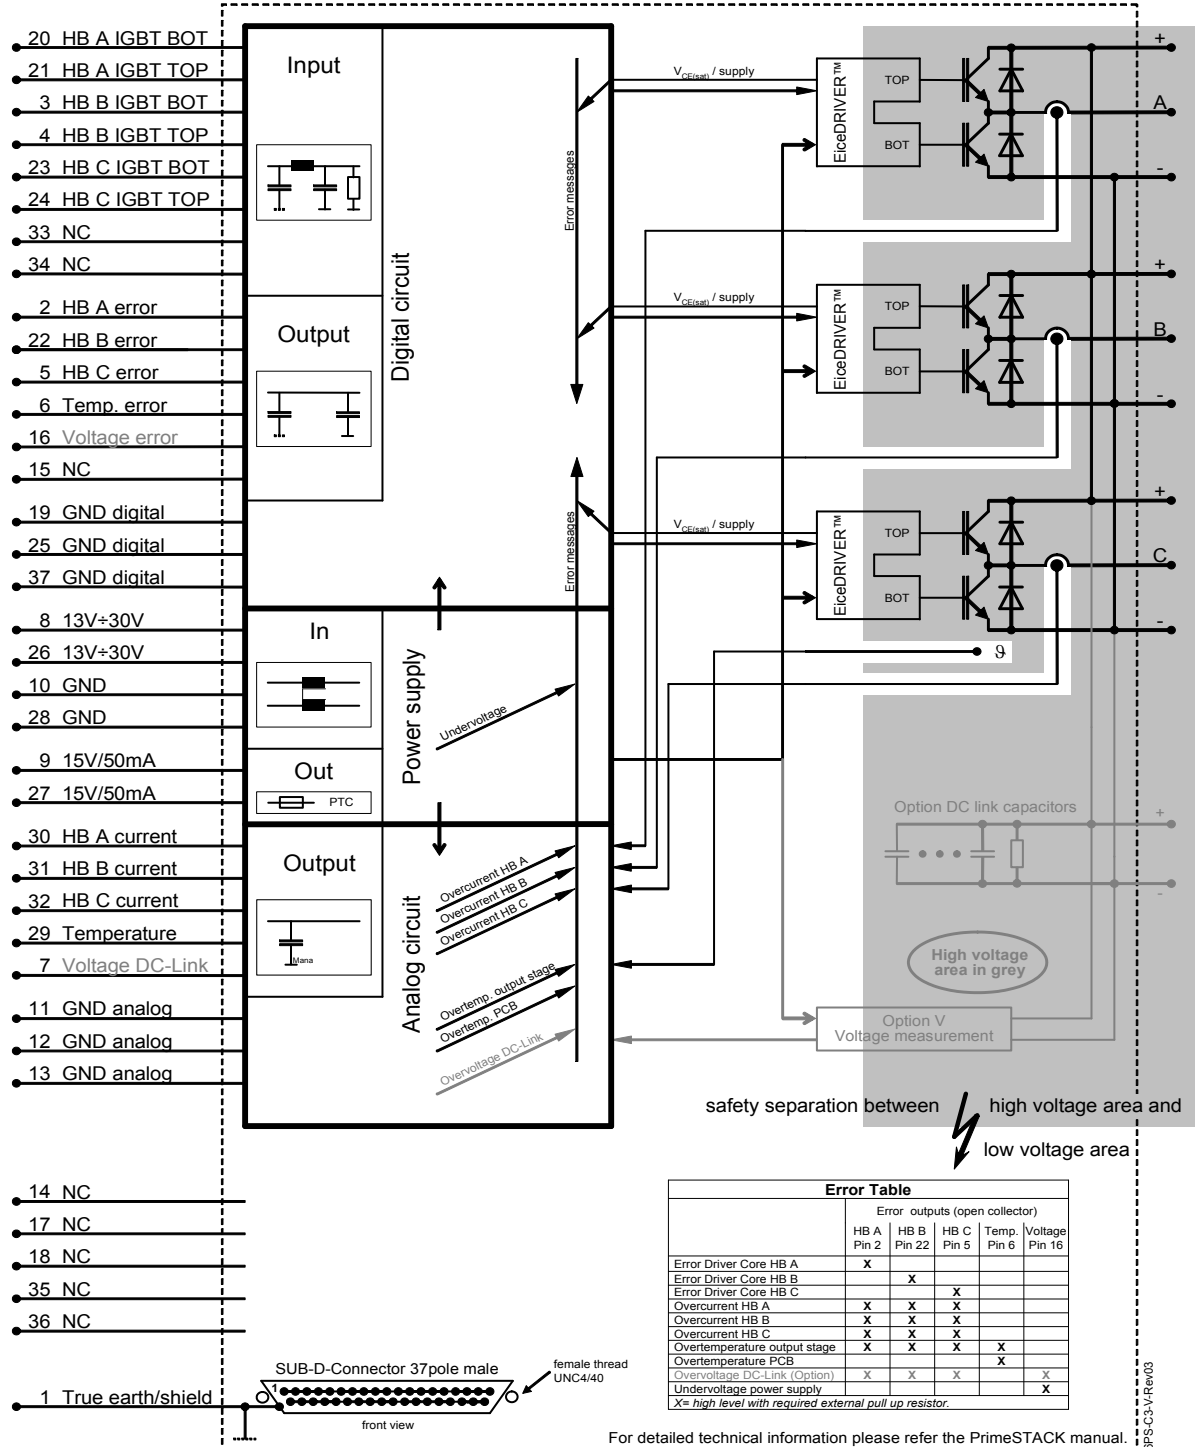 20 HB A IGBT BOT
21 HB A IGBT TOP
3 HB B IGBT BOT
4 HB B IGBT TOP
23 HB C IGBT BOT
24 HB C IGBT TOP
33 NC
34 NC
2 HB A error
22 HB B error
5 HB C error
6 Temp. error
16 Voltage error
15 NC
19 GND digital
25 GND digital
37 GND digital
8 13V÷30V
26 13V÷30V
10 GND
28 GND
9 15V/50mA
27 15V/50mA
30 HB A current
31 HB B current
32 HB C current
29 Temperature
7 Voltage DC-Link
11 GND analog
12 GND analog
13 GND analog
14 NC
17 NC
18 NC
35 NC
36 NC
1 True earth/shield
Input
Output
Digital circuit
Error messages
Error messages
In
Out
PTC
Power supply
Undervoltage
Output
Mana
Analog circuit
Overcurrent HB A
Overcurrent HB B
Overcurrent HB C
Overtemp. output stage
Overtemp. PCB
Overvoltage DC-Link
VCE(sat) / supply
EiceDRIVER™
TOP
BOT
+
A
-
VCE(sat) / supply
EiceDRIVER™
TOP
BOT
+
B
-
VCE(sat) / supply
EiceDRIVER™
TOP
BOT
+
C
-
ϑ
Option DC link capacitors
+
-
High voltage
area in grey
Option V
Voltage measurement
safety separation between high voltage area and
low voltage area
Error Table
Error outputs (open collector)
HB A HB B HB C Temp. Voltage
Pin 2 Pin 22 Pin 5 Pin 6 Pin 16
Error Driver Core HB A X
Error Driver Core HB B X
Error Driver Core HB C X
Overcurrent HB A X X X
Overcurrent HB B X X X
Overcurrent HB C X X X
Overtemperature output stage X X X X
Overtemperature PCB X
Overvoltage DC-Link (Option) X X X X
Undervoltage power supply X
X= high level with required external pull up resistor.
SUB-D-Connector 37pole male
1
female thread
UNC4/40
front view
For detailed technical information please refer the PrimeSTACK manual.
6PS-C3-V-Rev03